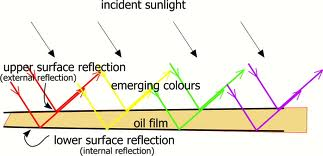 incident sunlight
upper surface reflection
(external reflection)
emerging colours
oil film
lower surface reflection
(internal reflection)